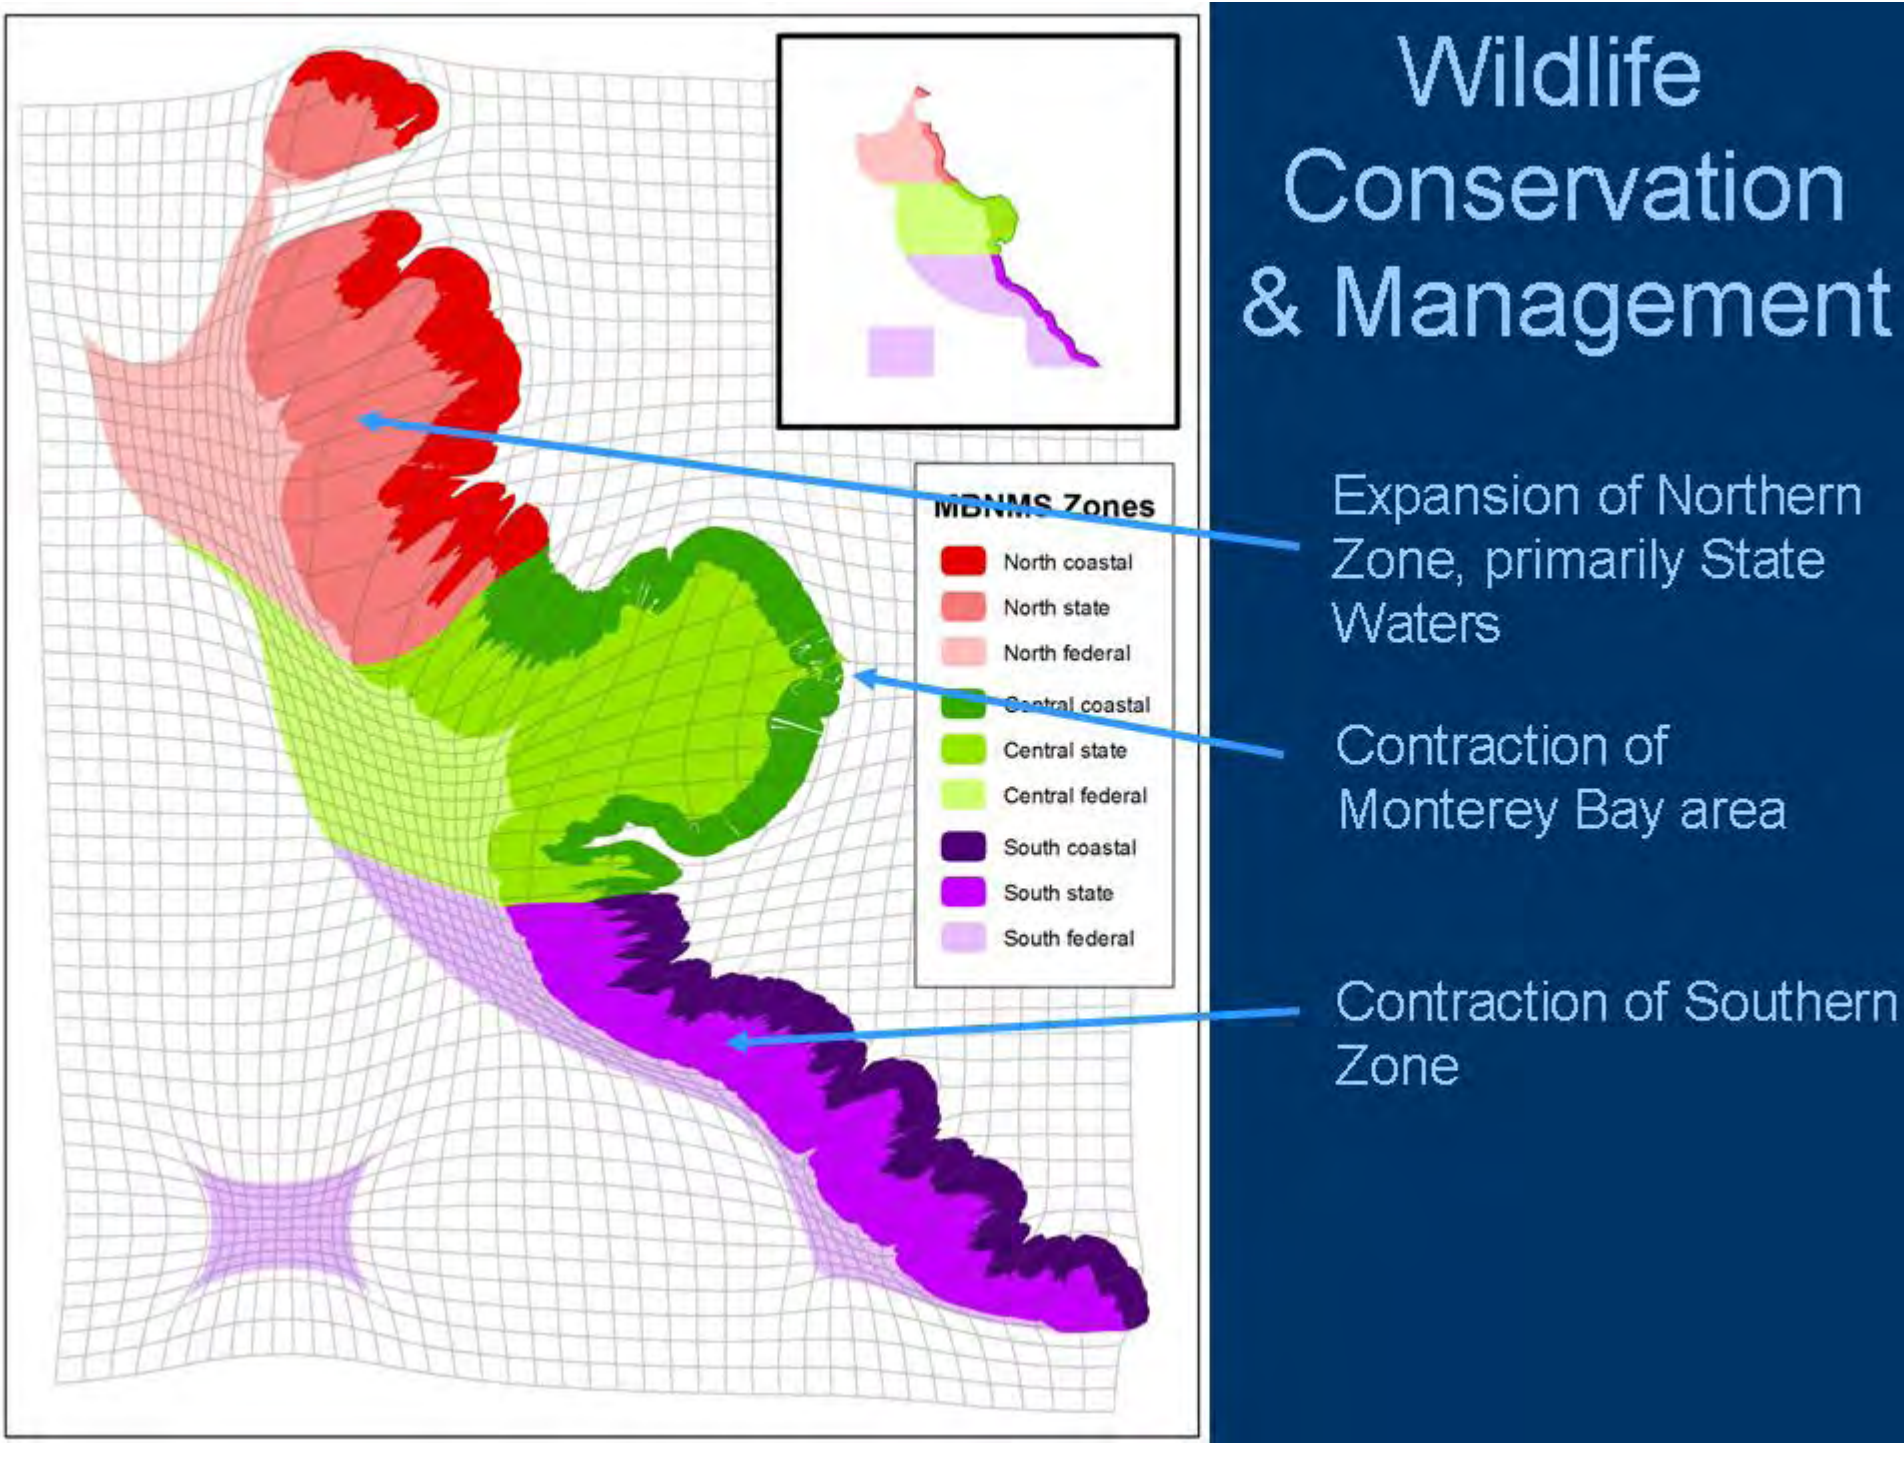 Wildlife
Conservation
& Management
MBNMS Zones
North coastal
North state
North federal
Central coastal
Central state
Central federal
South coastal
South state
South federal
Expansion of Northern
Zone, primarily State
Waters
Contraction of
Monterey Bay area
Contraction of Southern
Zone